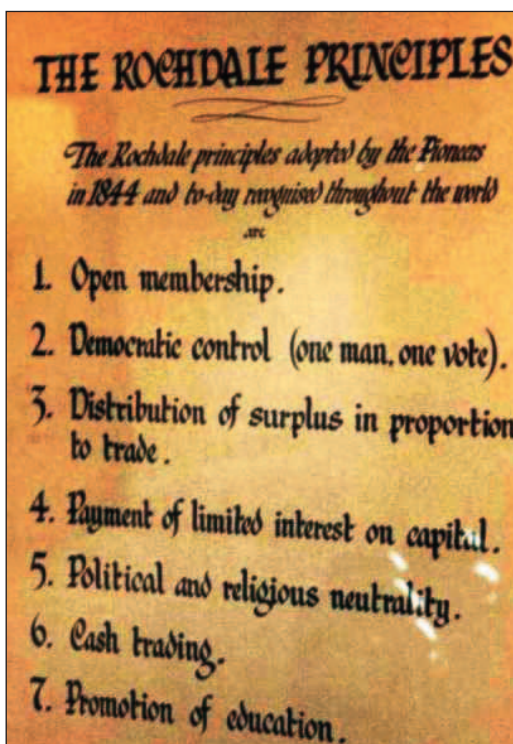 THE ROCHDALE PRINCIPLES
The Rochdale principles adopted by the Pioneers
in 1844 and to-day recognised throughout the world
are
1. Open membership.
2. Democratic control (one man, one vote).
3. Distribution of surplus in proportion
to trade.
4. Payment of limited interest on capital.
5. Political and religious neutrality.
6. Cash trading.
7. Promotion of education.